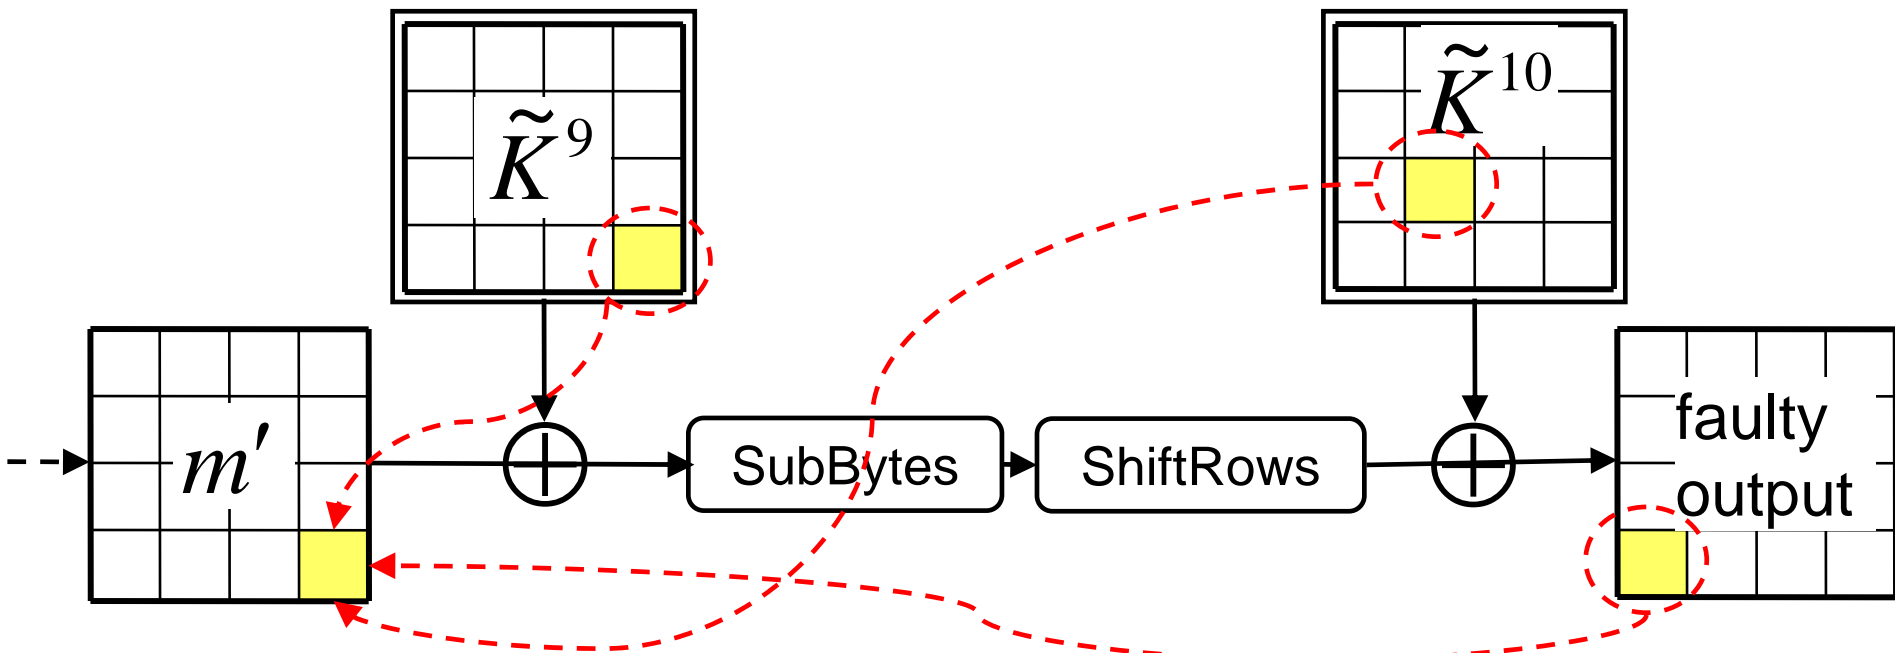 K̃⁹
K̃¹⁰
m′
SubBytes
ShiftRows
faulty
output